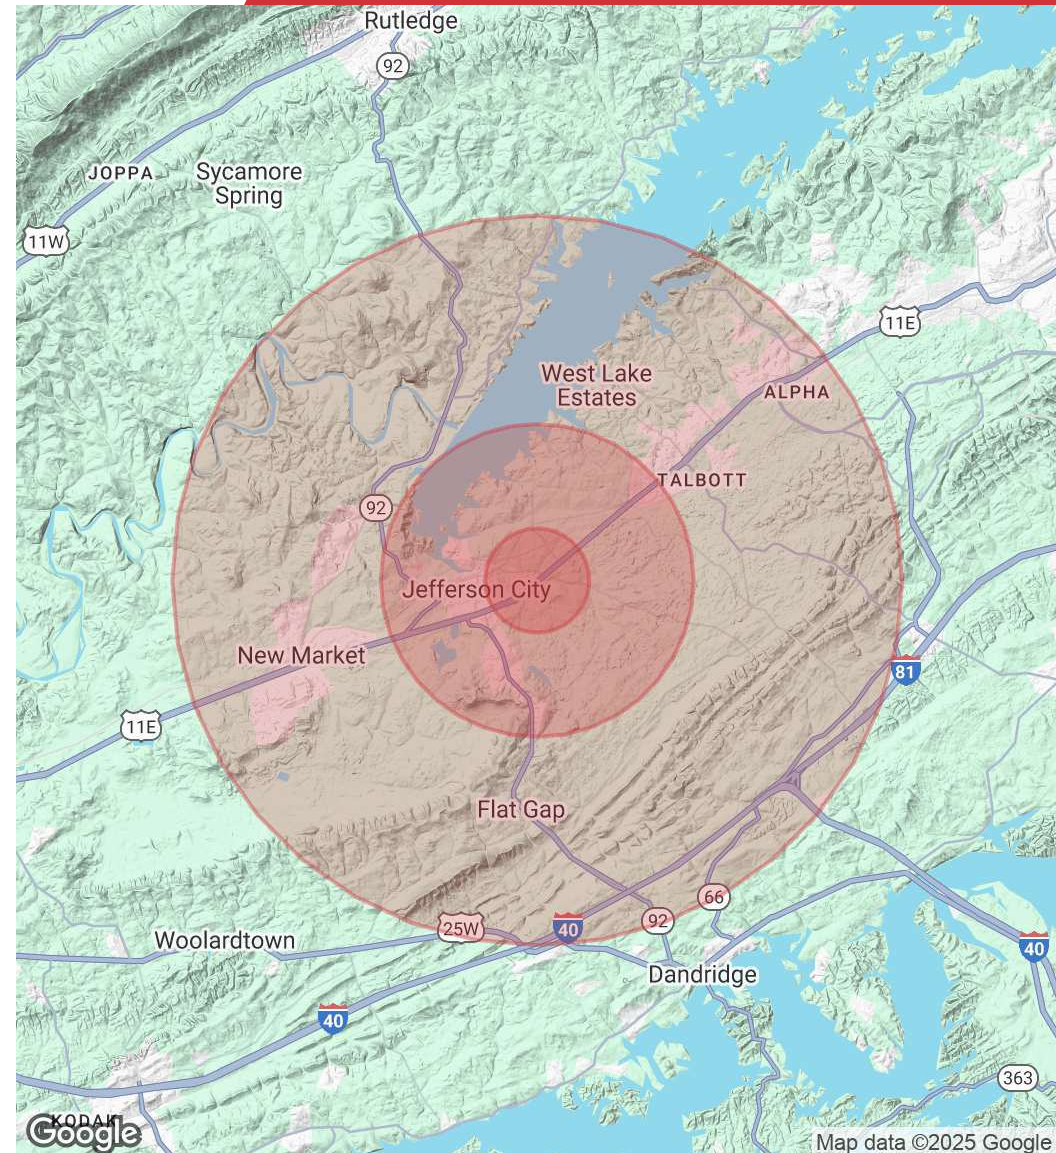 Rutledge
92
JOPPA
Sycamore
Spring
11W
11E
West Lake
Estates
ALPHA
TALBOTT
92
Jefferson City
New Market
81
11E
Flat Gap
66
92
25W
40
Woolardtown
40
Dandridge
40
363
KODAK
Google
Map data ©2025 Google